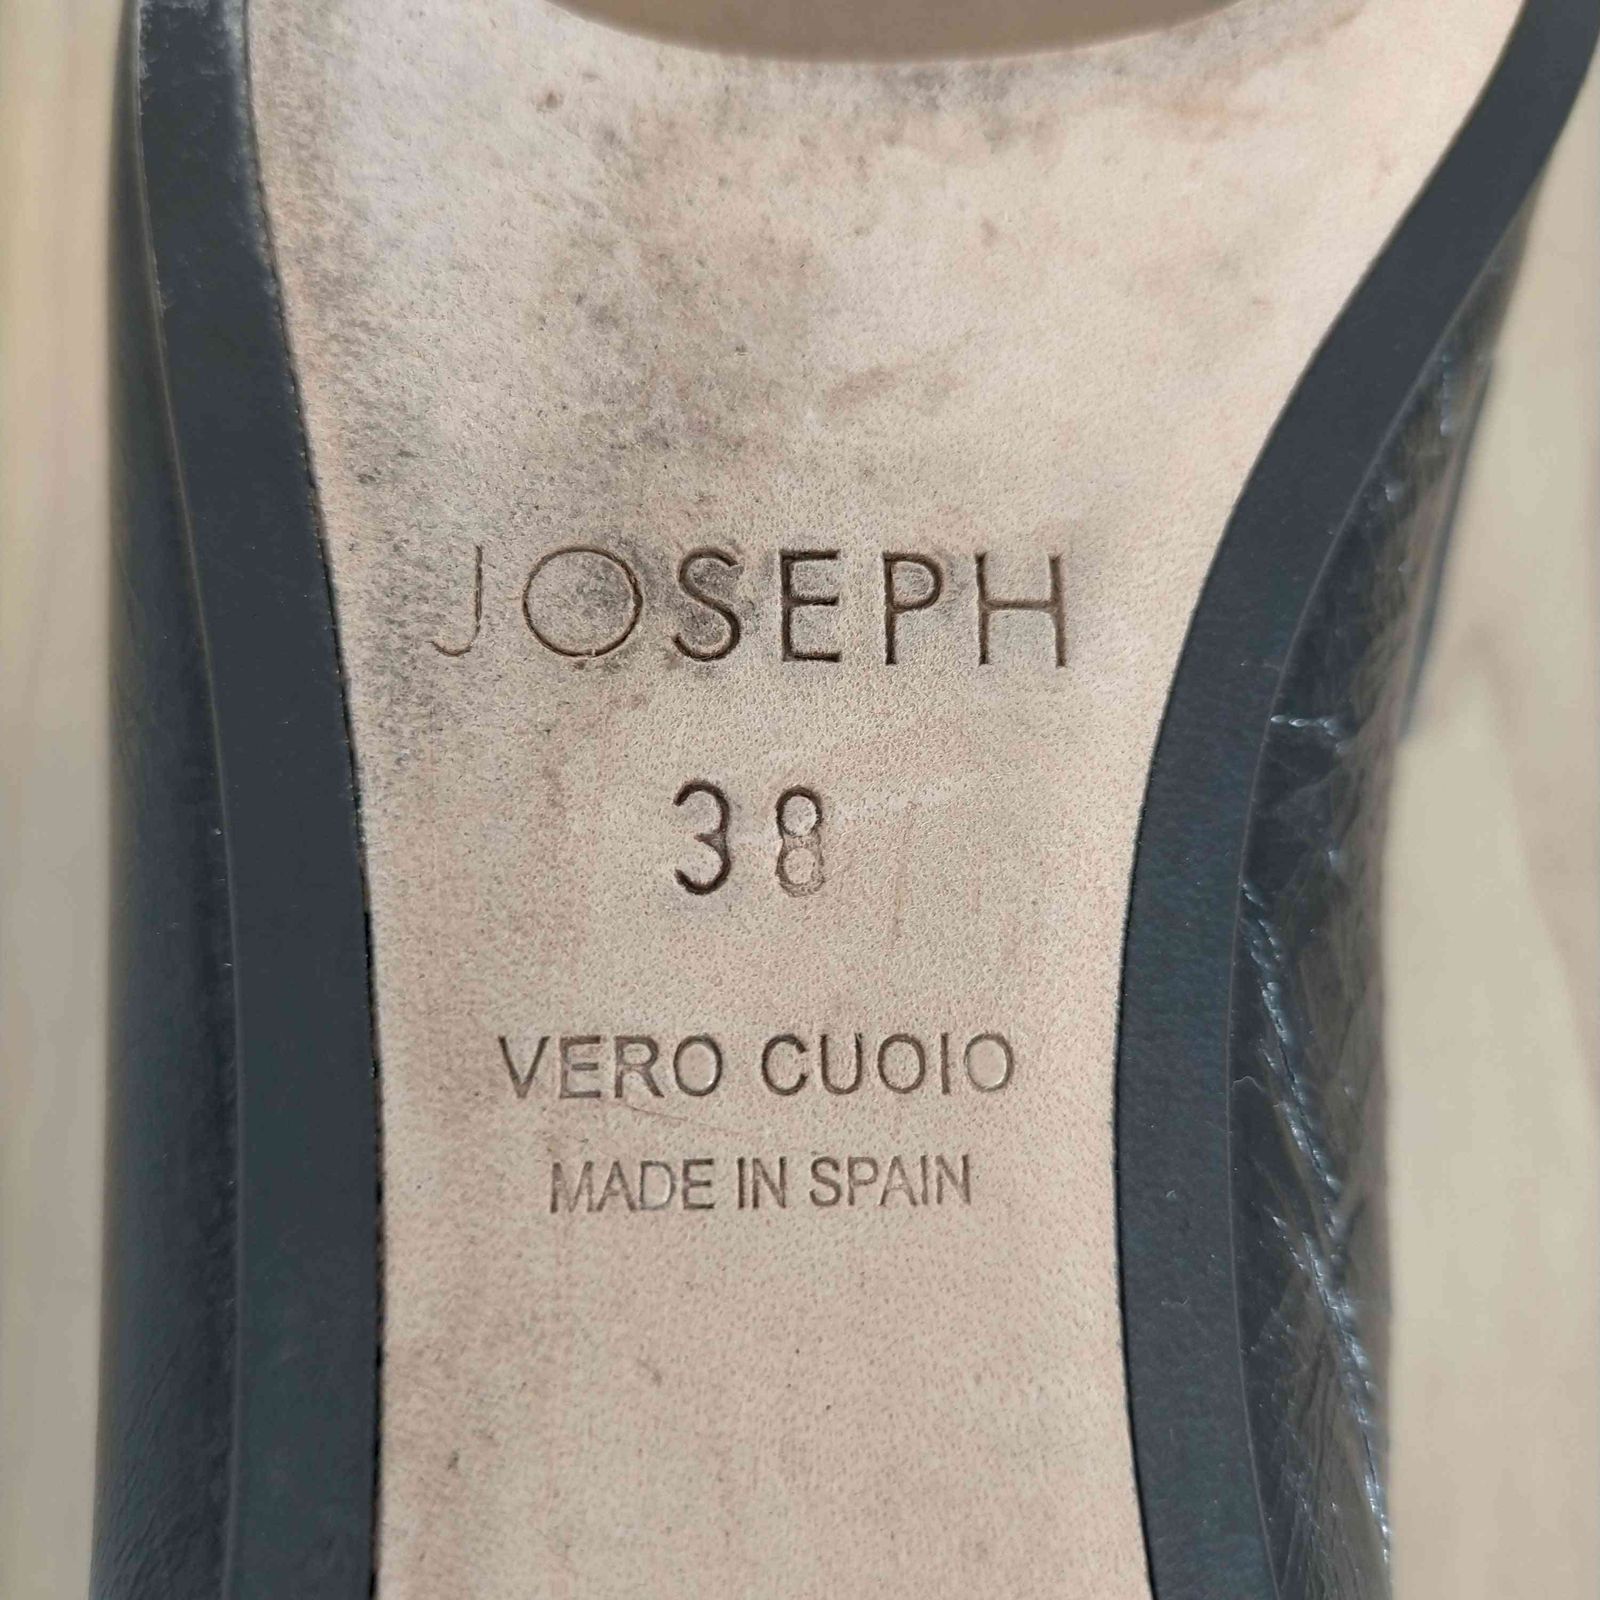 JOSEPH
38
VERO CUOIO
MADE IN SPAIN